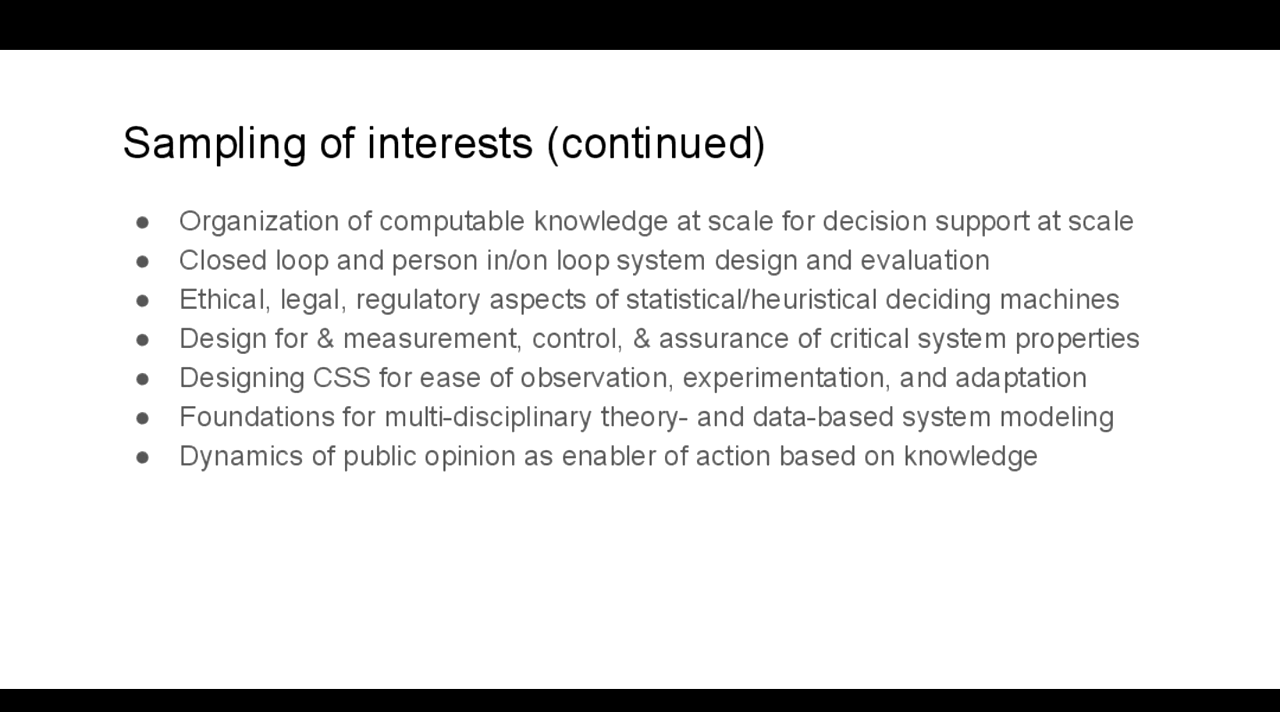 Sampling of interests (continued)
● Organization of computable knowledge at scale for decision support at scale
● Closed loop and person in/on loop system design and evaluation
● Ethical, legal, regulatory aspects of statistical/heuristical deciding machines
● Design for & measurement, control, & assurance of critical system properties
● Designing CSS for ease of observation, experimentation, and adaptation
● Foundations for multi-disciplinary theory- and data-based system modeling
● Dynamics of public opinion as enabler of action based on knowledge